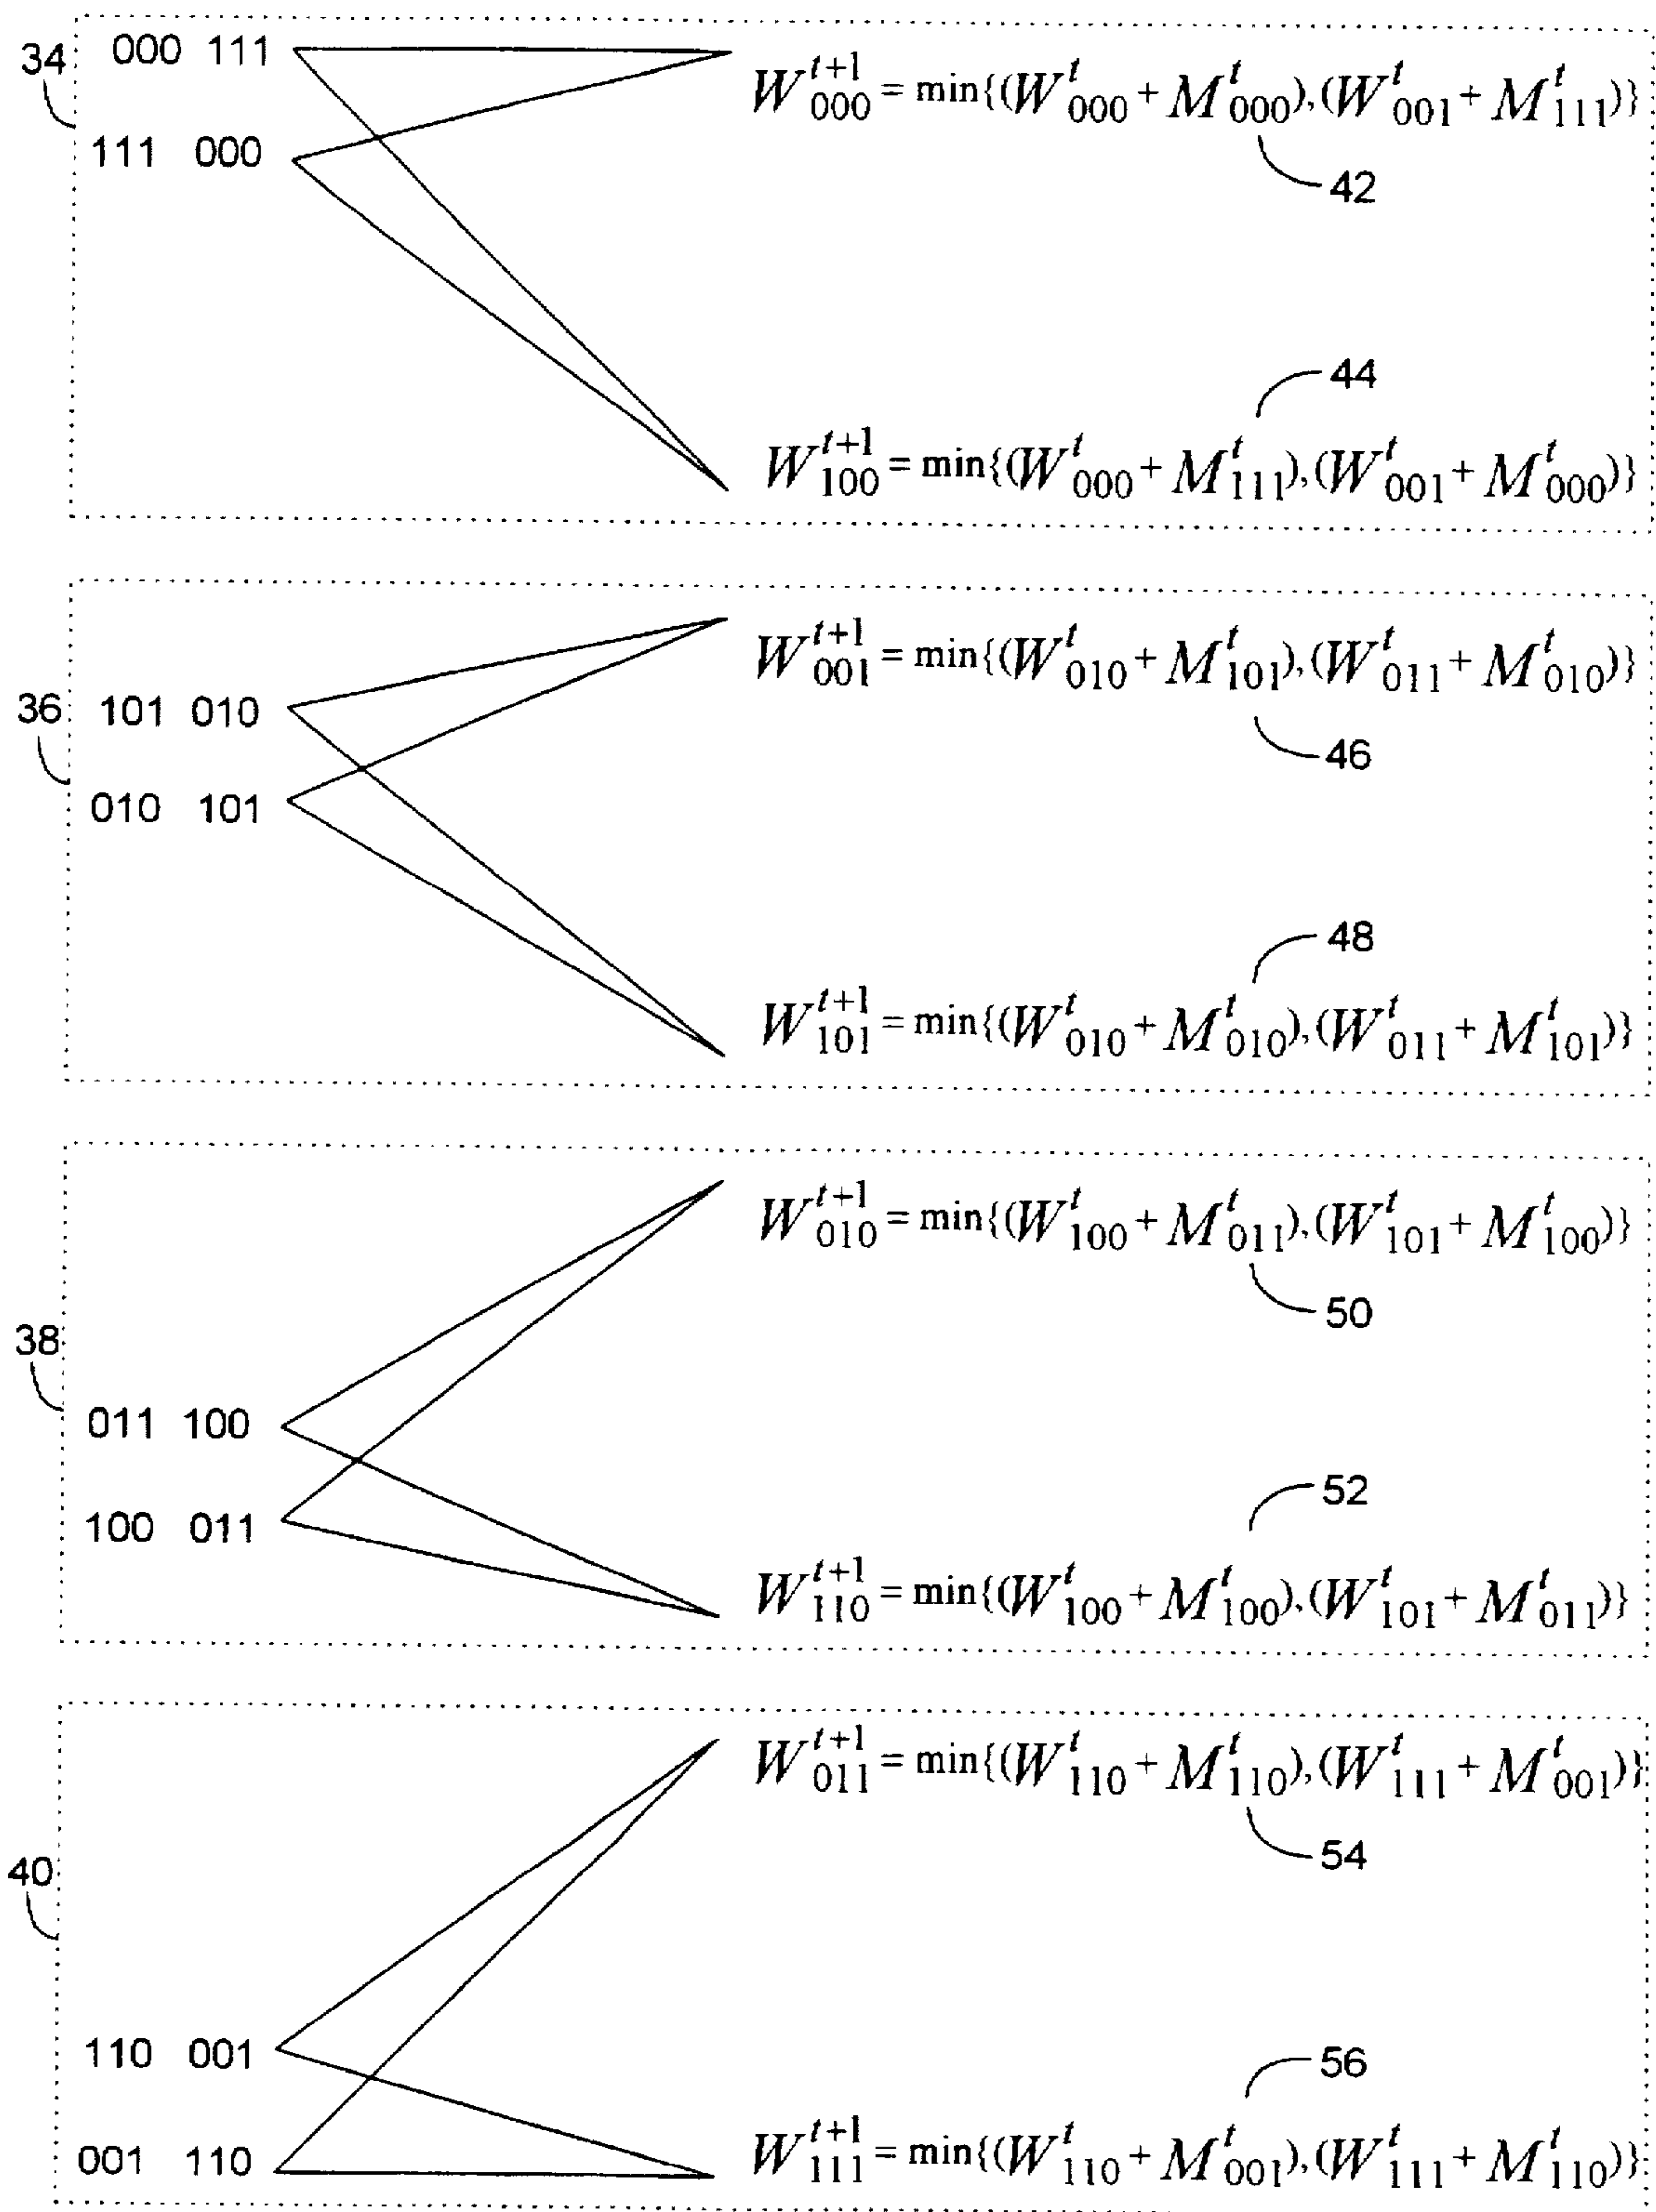 34
000 111
W^{t+1}_{000} = min{(W^t_{000} + M^t_{000}),(W^t_{001} + M^t_{111})}
111 000
42
44
W^{t+1}_{100} = min{(W^t_{000} + M^t_{111}),(W^t_{001} + M^t_{000})}
W^{t+1}_{001} = min{(W^t_{010} + M^t_{101}),(W^t_{011} + M^t_{010})}
36
101 010
46
010 101
48
W^{t+1}_{101} = min{(W^t_{010} + M^t_{010}),(W^t_{011} + M^t_{101})}
W^{t+1}_{010} = min{(W^t_{100} + M^t_{011}),(W^t_{101} + M^t_{100})}
50
38
011 100
52
100 011
W^{t+1}_{110} = min{(W^t_{100} + M^t_{100}),(W^t_{101} + M^t_{011})}
W^{t+1}_{011} = min{(W^t_{110} + M^t_{110}),(W^t_{111} + M^t_{001})}
54
40
110 001
56
001 110
W^{t+1}_{111} = min{(W^t_{110} + M^t_{001}),(W^t_{111} + M^t_{110})}